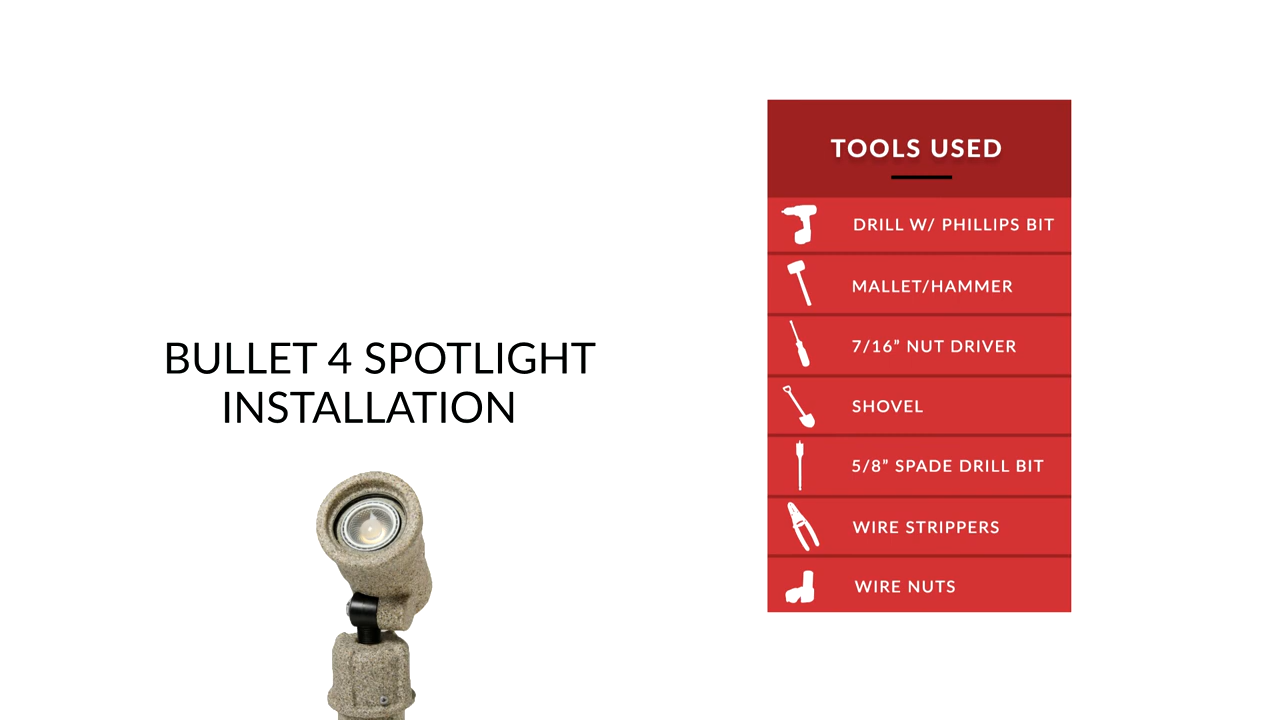 BULLET 4 SPOTLIGHT
INSTALLATION
TOOLS USED
DRILL W/ PHILLIPS BIT
MALLET/HAMMER
7/16” NUT DRIVER
SHOVEL
5/8” SPADE DRILL BIT
WIRE STRIPPERS
WIRE NUTS